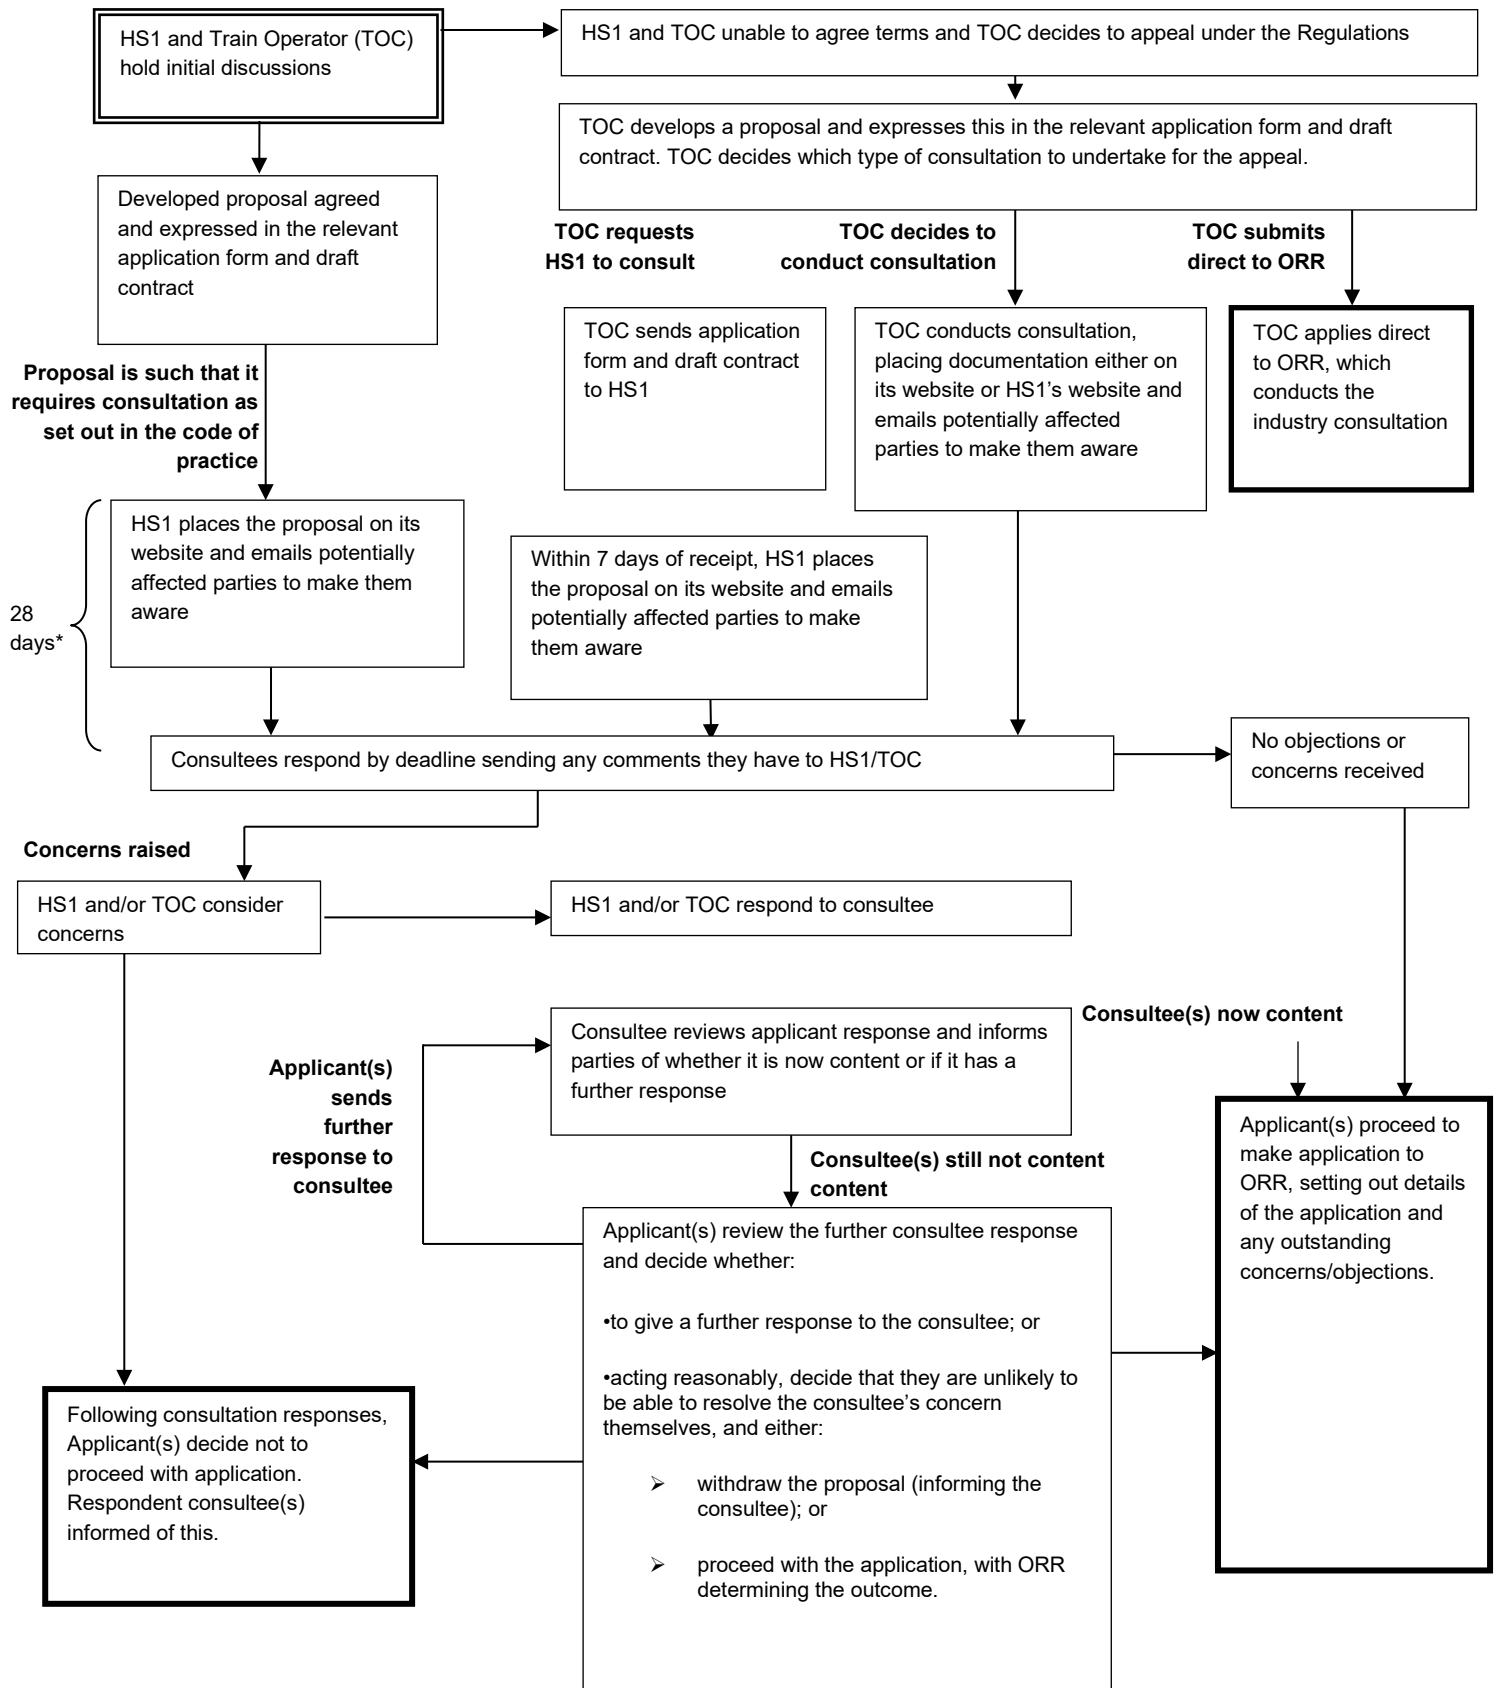 HS1 and Train Operator (TOC)
hold initial discussions
HS1 and TOC unable to agree terms and TOC decides to appeal under the Regulations
TOC develops a proposal and expresses this in the relevant application form and draft
contract. TOC decides which type of consultation to undertake for the appeal.
Developed proposal agreed
and expressed in the relevant
application form and draft
contract
TOC requests
HS1 to consult
TOC decides to
conduct consultation
TOC submits
direct to ORR
TOC sends application
form and draft contract
to HS1
TOC conducts consultation,
placing documentation either on
its website or HS1's website and
emails potentially affected
parties to make them aware
TOC applies direct
to ORR, which
conducts the
industry consultation
Proposal is such that it
requires consultation as
set out in the code of
practice
28
days*
HS1 places the proposal on its
website and emails potentially
affected parties to make them
aware
Within 7 days of receipt, HS1 places
the proposal on its website and emails
potentially affected parties to make
them aware
Consultees respond by deadline sending any comments they have to HS1/TOC
No objections or
concerns received
Concerns raised
HS1 and/or TOC consider
concerns
HS1 and/or TOC respond to consultee
Consultee reviews applicant response and informs
parties of whether it is now content or if it has a
further response
Consultee(s) now content
Applicant(s)
sends
further
response to
consultee
Consultee(s) still not content
content
Applicant(s) proceed to
make application to
ORR, setting out details
of the application and
any outstanding
concerns/objections.
Applicant(s) review the further consultee response
and decide whether:
•to give a further response to the consultee; or
•acting reasonably, decide that they are unlikely to
be able to resolve the consultee's concern
themselves, and either:
➢ withdraw the proposal (informing the
consultee); or
➢ proceed with the application, with ORR
determining the outcome.
Following consultation responses,
Applicant(s) decide not to
proceed with application.
Respondent consultee(s)
informed of this.